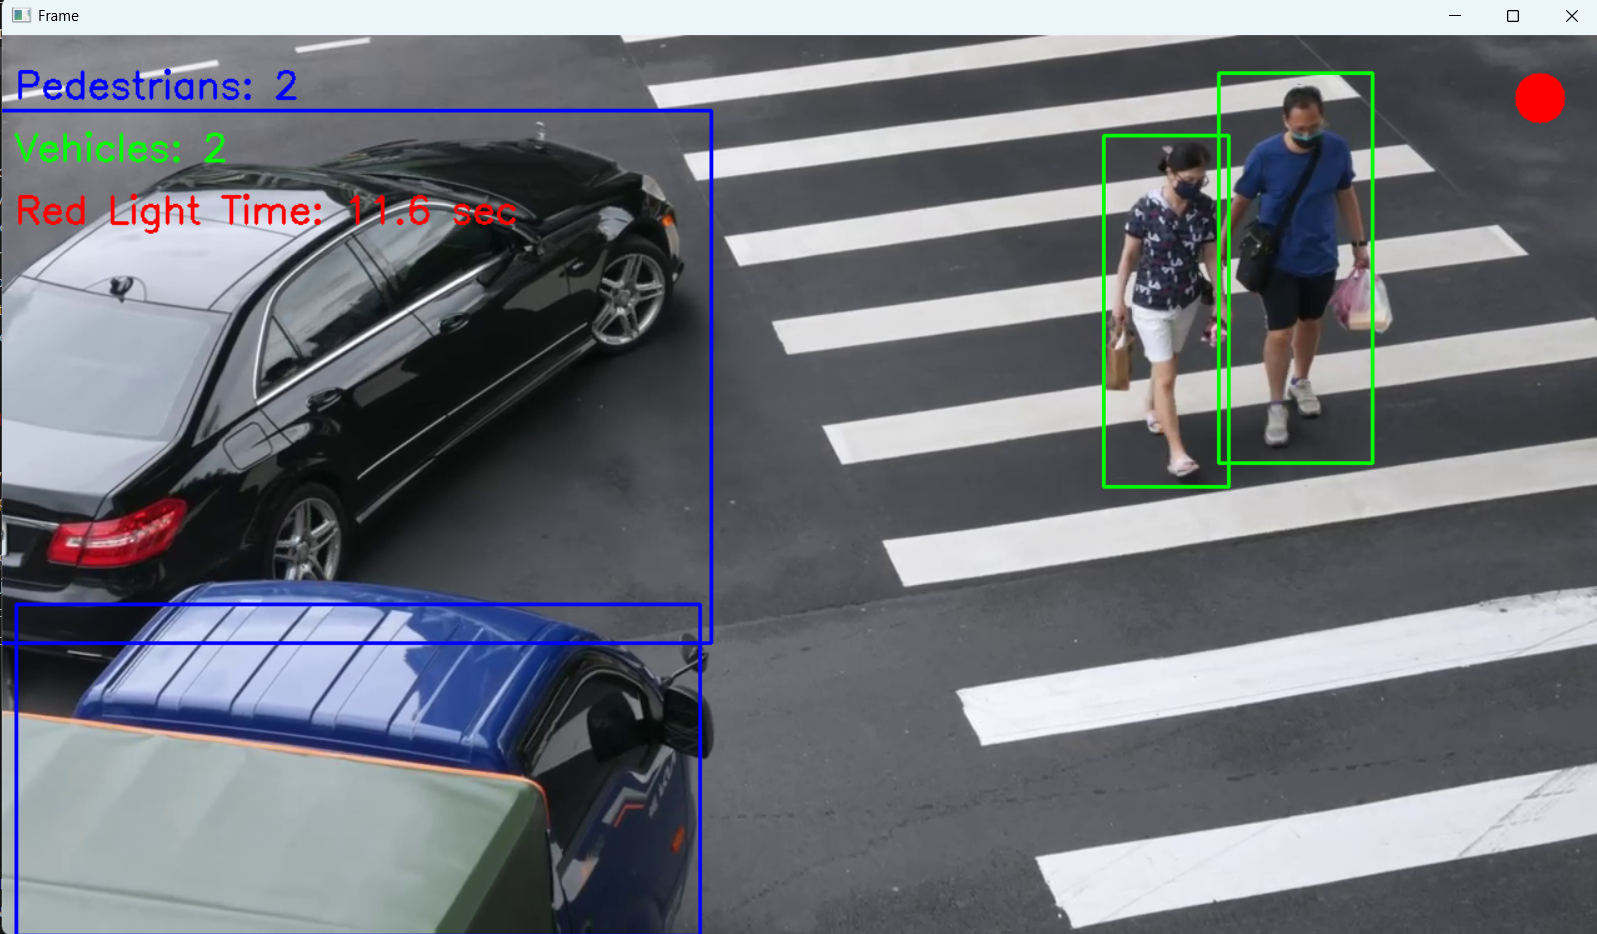 Frame
Pedestrians: 2
Vehicles: 2
Red Light Time: 11.6 sec